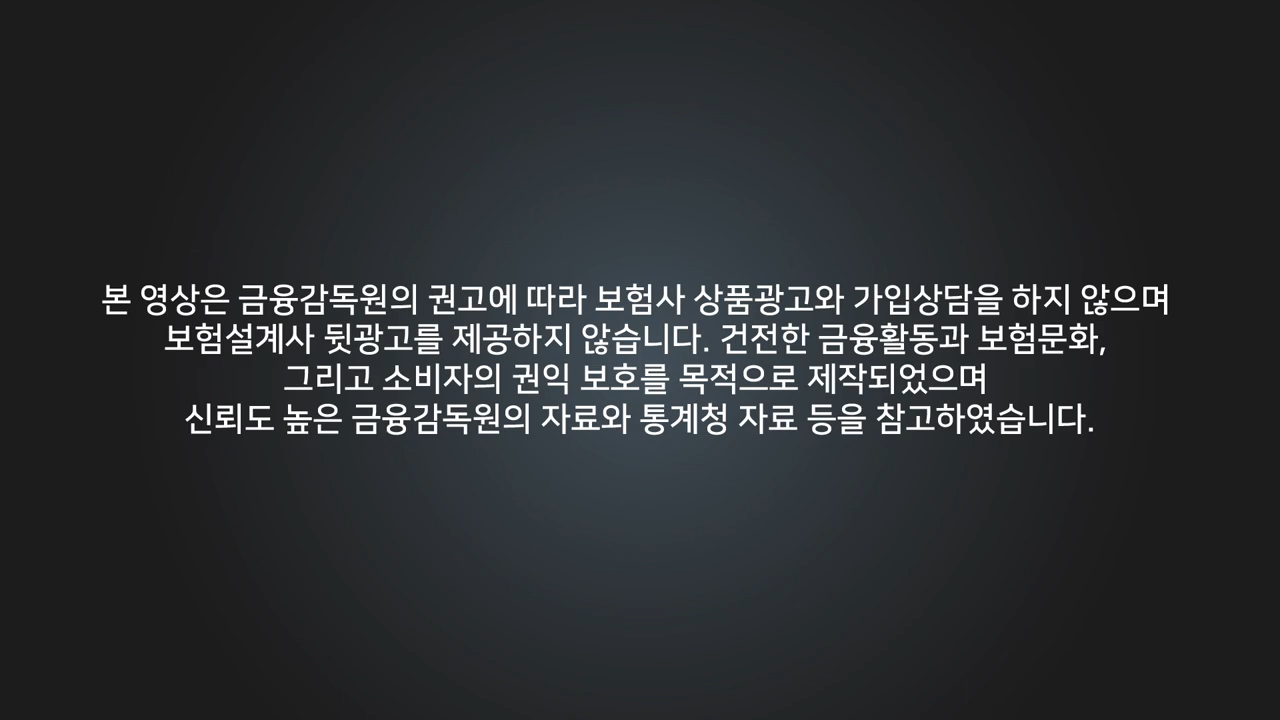 본 영상은 금융감독원의 권고에 따라 보험사 상품광고와 가입상담을 하지 않으며
보험설계사 뒷광고를 제공하지 않습니다. 건전한 금융활동과 보험문화,
그리고 소비자의 권익 보호를 목적으로 제작되었으며
신뢰도 높은 금융감독원의 자료와 통계청 자료 등을 참고하였습니다.